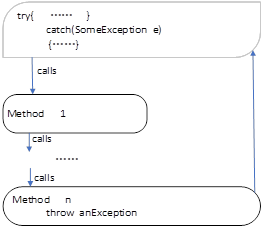 try{ ...... }
catch(SomeException e)
{......}
calls
Method 1
calls
......
calls
Method n
throw anException